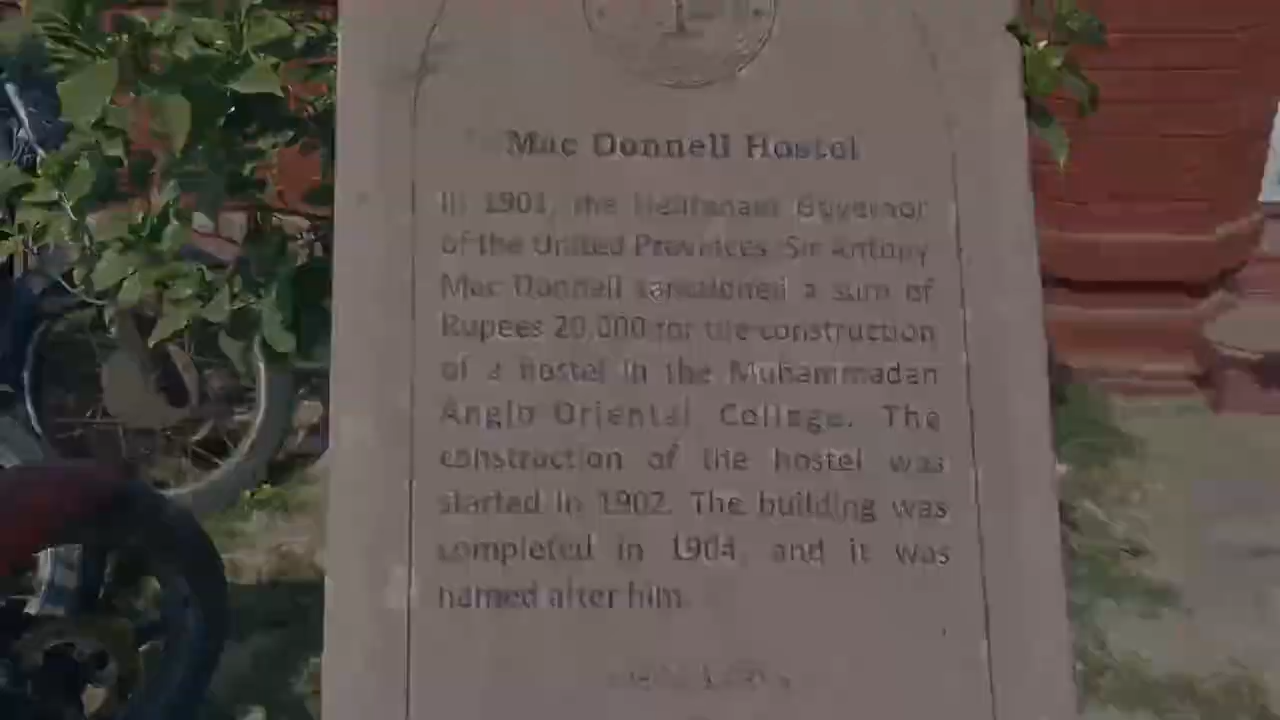 Mac Donnell Hostel
In 1901, the Lieutenant Governor
of the United Provinces, Sir Antony
Mac Donnell sanctioned a sum of
Rupees 20,000 for the construction
of a hostel in the Muhammadan
Anglo Oriental College. The
construction of the hostel was
started in 1902. The building was
completed in 1904, and it was
named after him.